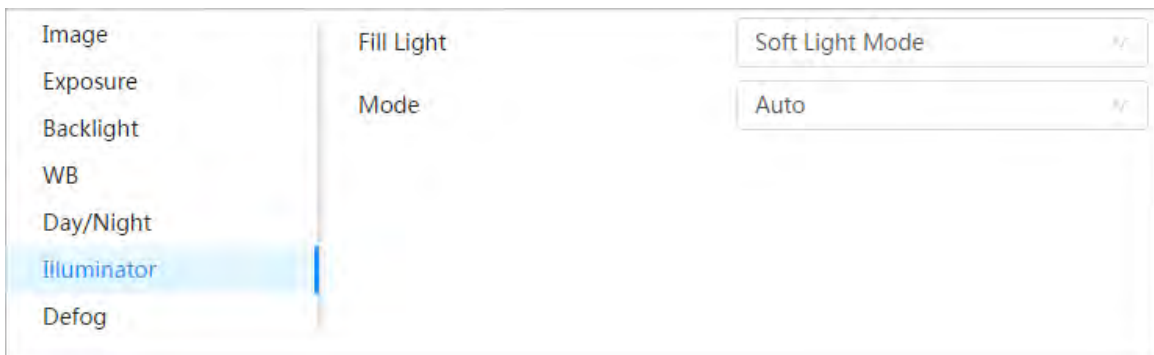 Image
Exposure
Backlight
WB
Day/Night
Illuminator
Defog
Fill Light
Soft Light Mode
Mode
Auto